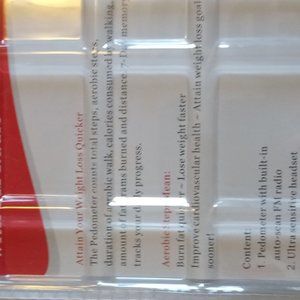 Attain Your Weight Loss Quicker
The Pedometer counts total steps, aerobic steps,
duration of aerobic walk, calories consumed by walking,
amount of fat grams burned and distance. 7- Day memory
tracks your daily progress.
Aerobic Steps mean:
Burn fat quicker – Lose weight faster
Improve cardiovascular health – Attain weight loss goal
sooner!
Content:
1 Pedometer with built-in
auto-scan FM radio
2. Ultra sensitive headset